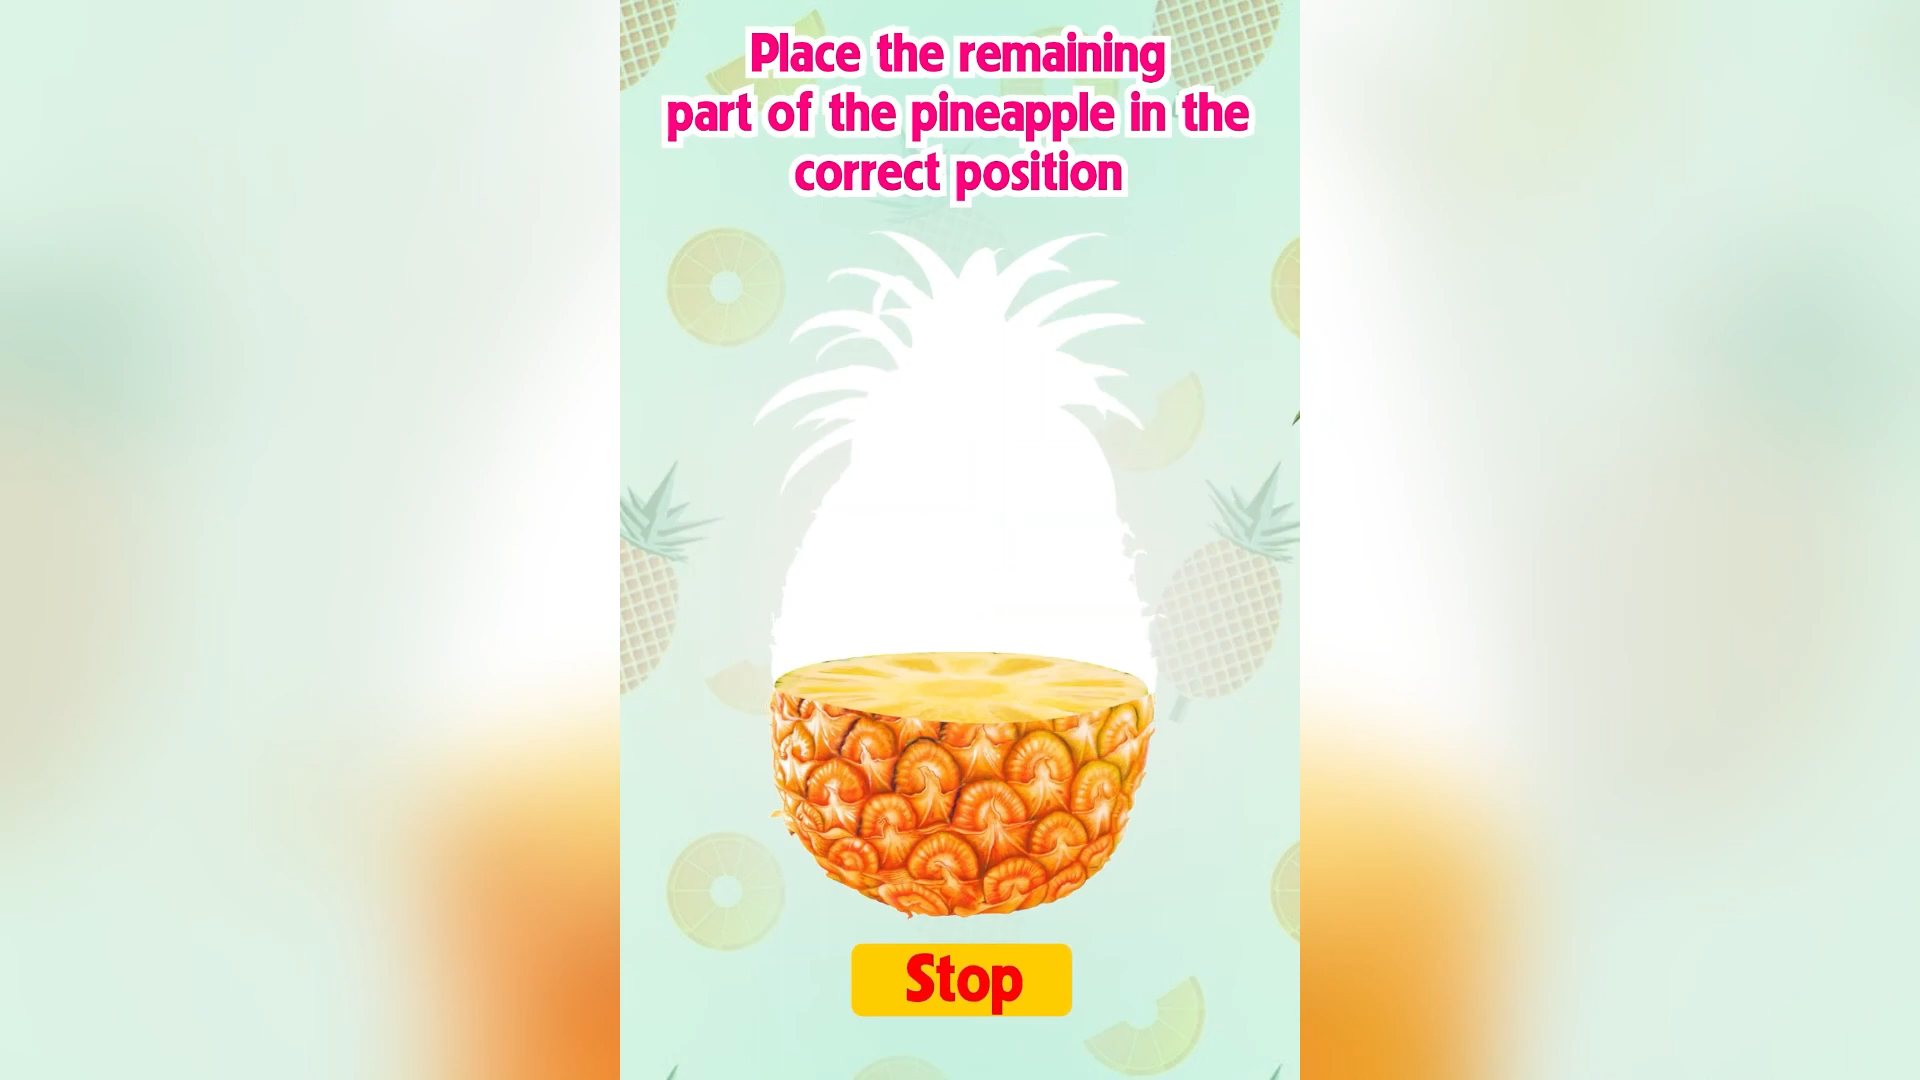 Place the remaining
part of the pineapple in the
correct position
Stop